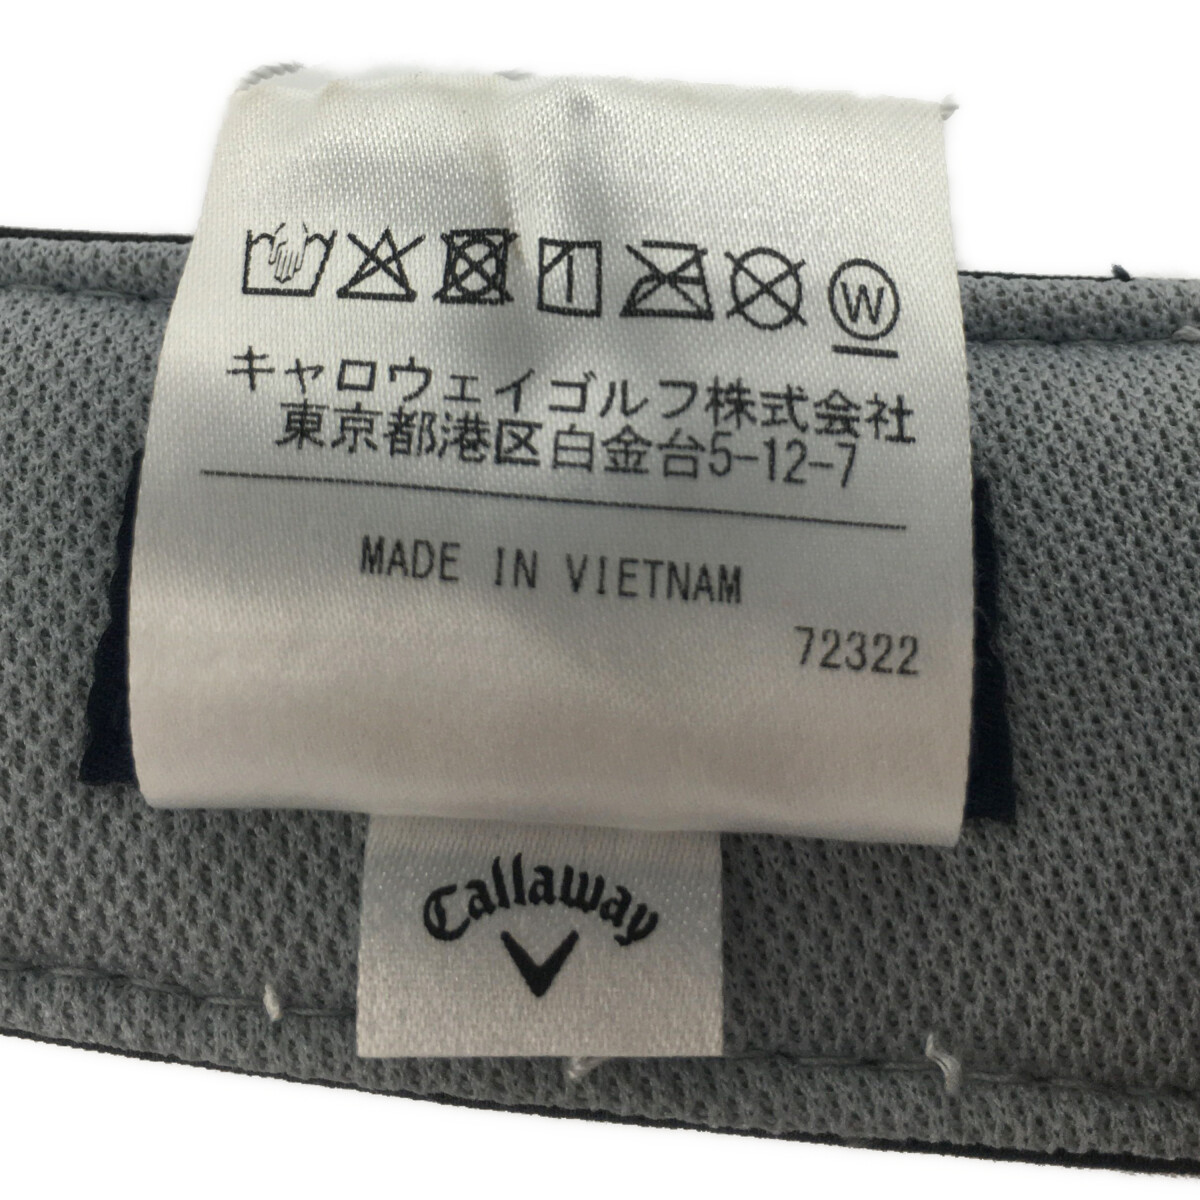 W
キャロウェイゴルフ株式会社
東京都港区白金台5-12-7
MADE IN VIETNAM
72322
Callaway